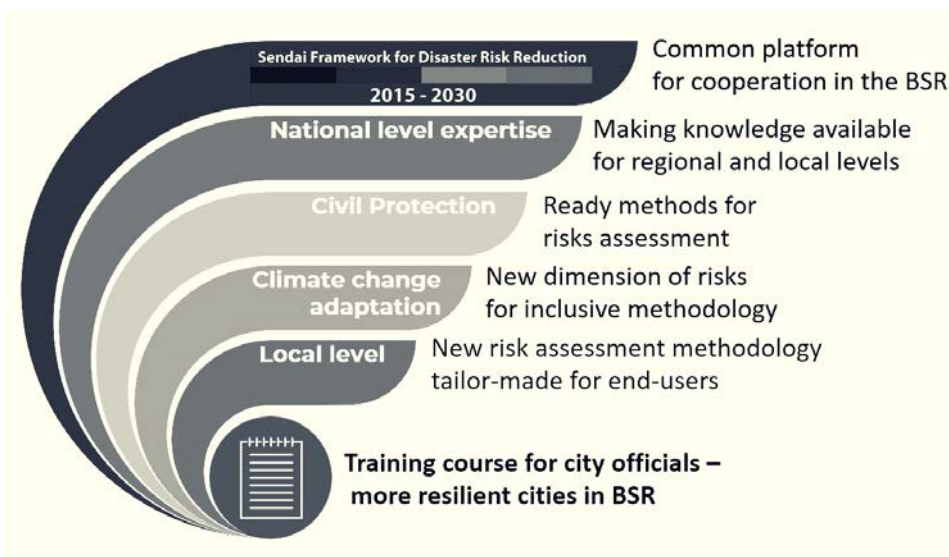 Sendai Framework for Disaster Risk Reduction
2015 - 2030
Common platform
for cooperation in the BSR
National level expertise
Making knowledge available
for regional and local levels
Civil Protection
Ready methods for
risks assessment
Climate change
adaptation
New dimension of risks
for inclusive methodology
Local level
New risk assessment methodology
tailor-made for end-users
Training course for city officials –
more resilient cities in BSR